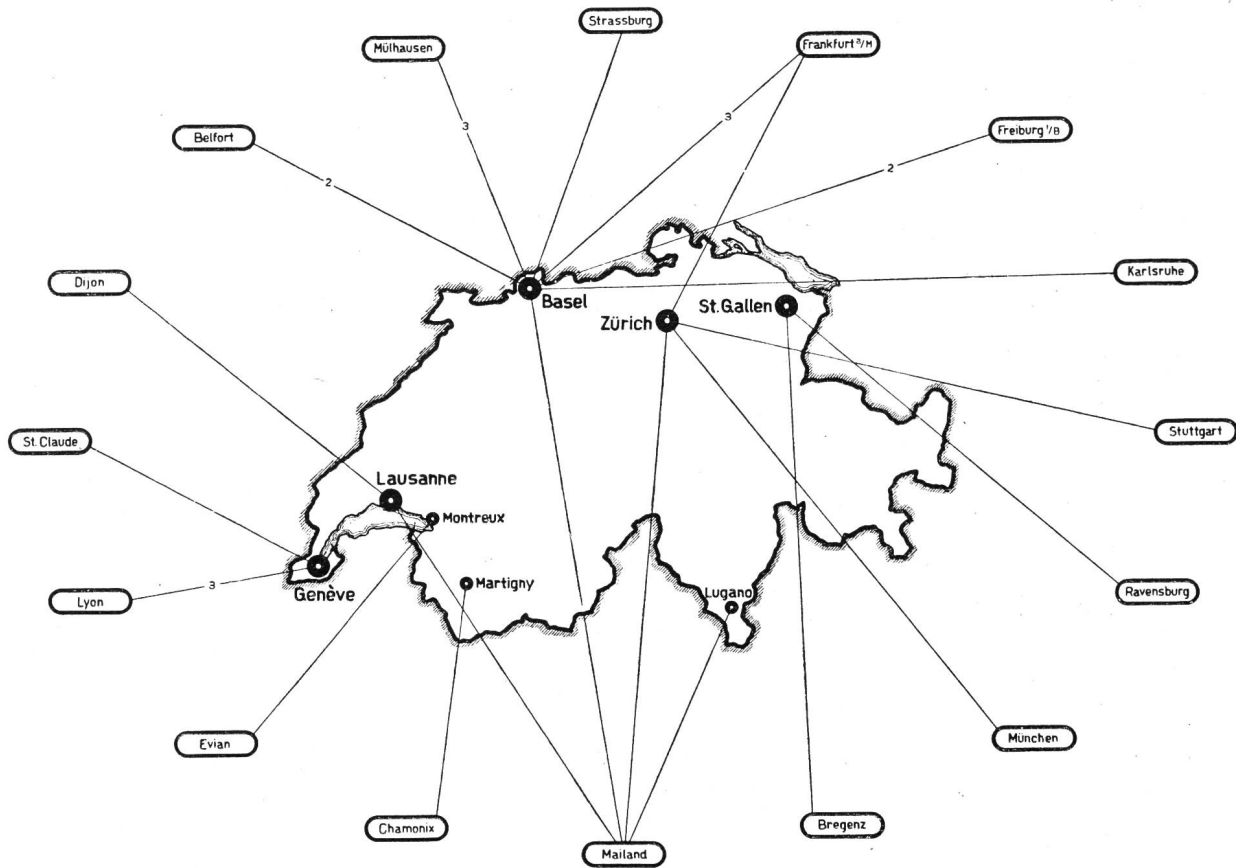 Strassburg
Mülhausen
Frankfurt a/M
3
3
Belfort
Freiburg i/B
2
2
Dijon
Karlsruhe
Basel
St. Gallen
Zürich
St. Claude
Stuttgart
Lausanne
Montreux
Genève
Martigny
Lugano
3
Lyon
Ravensburg
Evian
München
Chamonix
Bregenz
Mailand